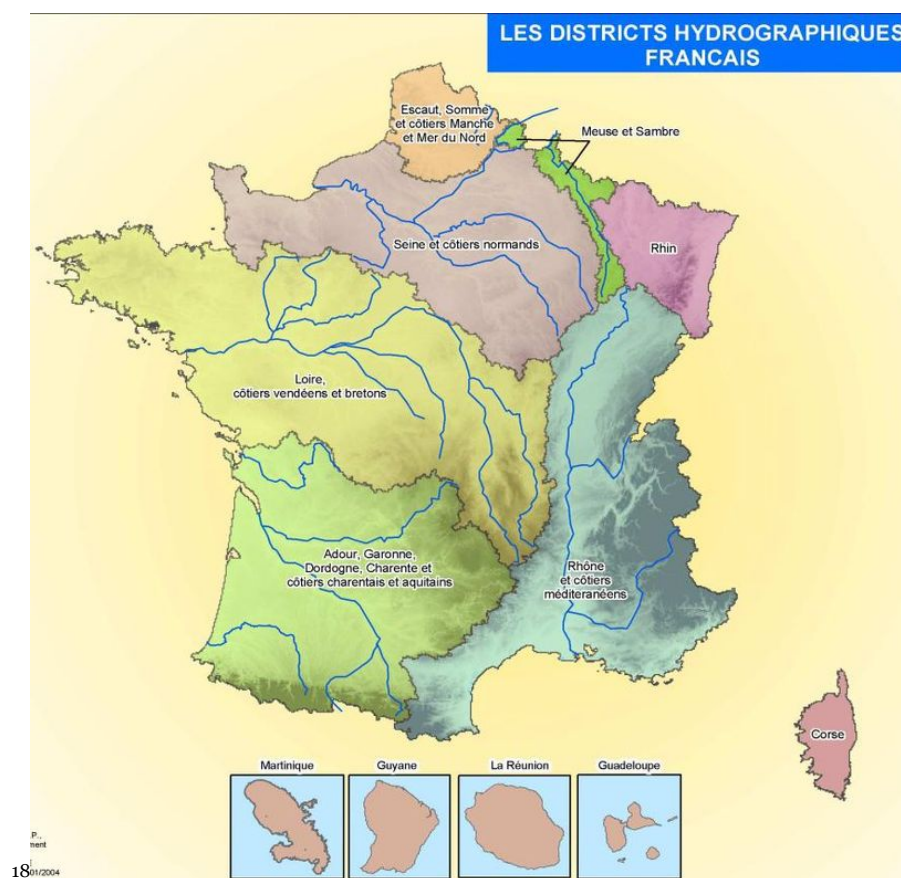 LES DISTRICTS HYDROGRAPHIQUES
FRANCAIS
Escaut, Somme
et côtiers Manche
et Mer du Nord
Meuse et Sambre
Rhin
Seine et côtiers normands
Loire,
côtiers vendéens et bretons
Adour, Garonne,
Dordogne, Charente et
côtiers charentais et aquitains
Rhône
et côtiers
méditeranéens
Corse
Martinique
Guyane
La Réunion
Guadeloupe
P.,
ment
01/2004
18